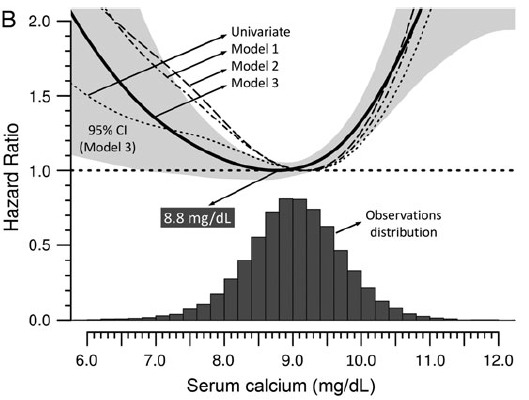 B
2.0
1.5
1.0
0.5
0.0
Hazard Ratio
Univariate
Model 1
Model 2
Model 3
95% CI
(Model 3)
8.8 mg/dL
Observations
distribution
6.0 7.0 8.0 9.0 10.0 11.0 12.0
Serum calcium (mg/dL)